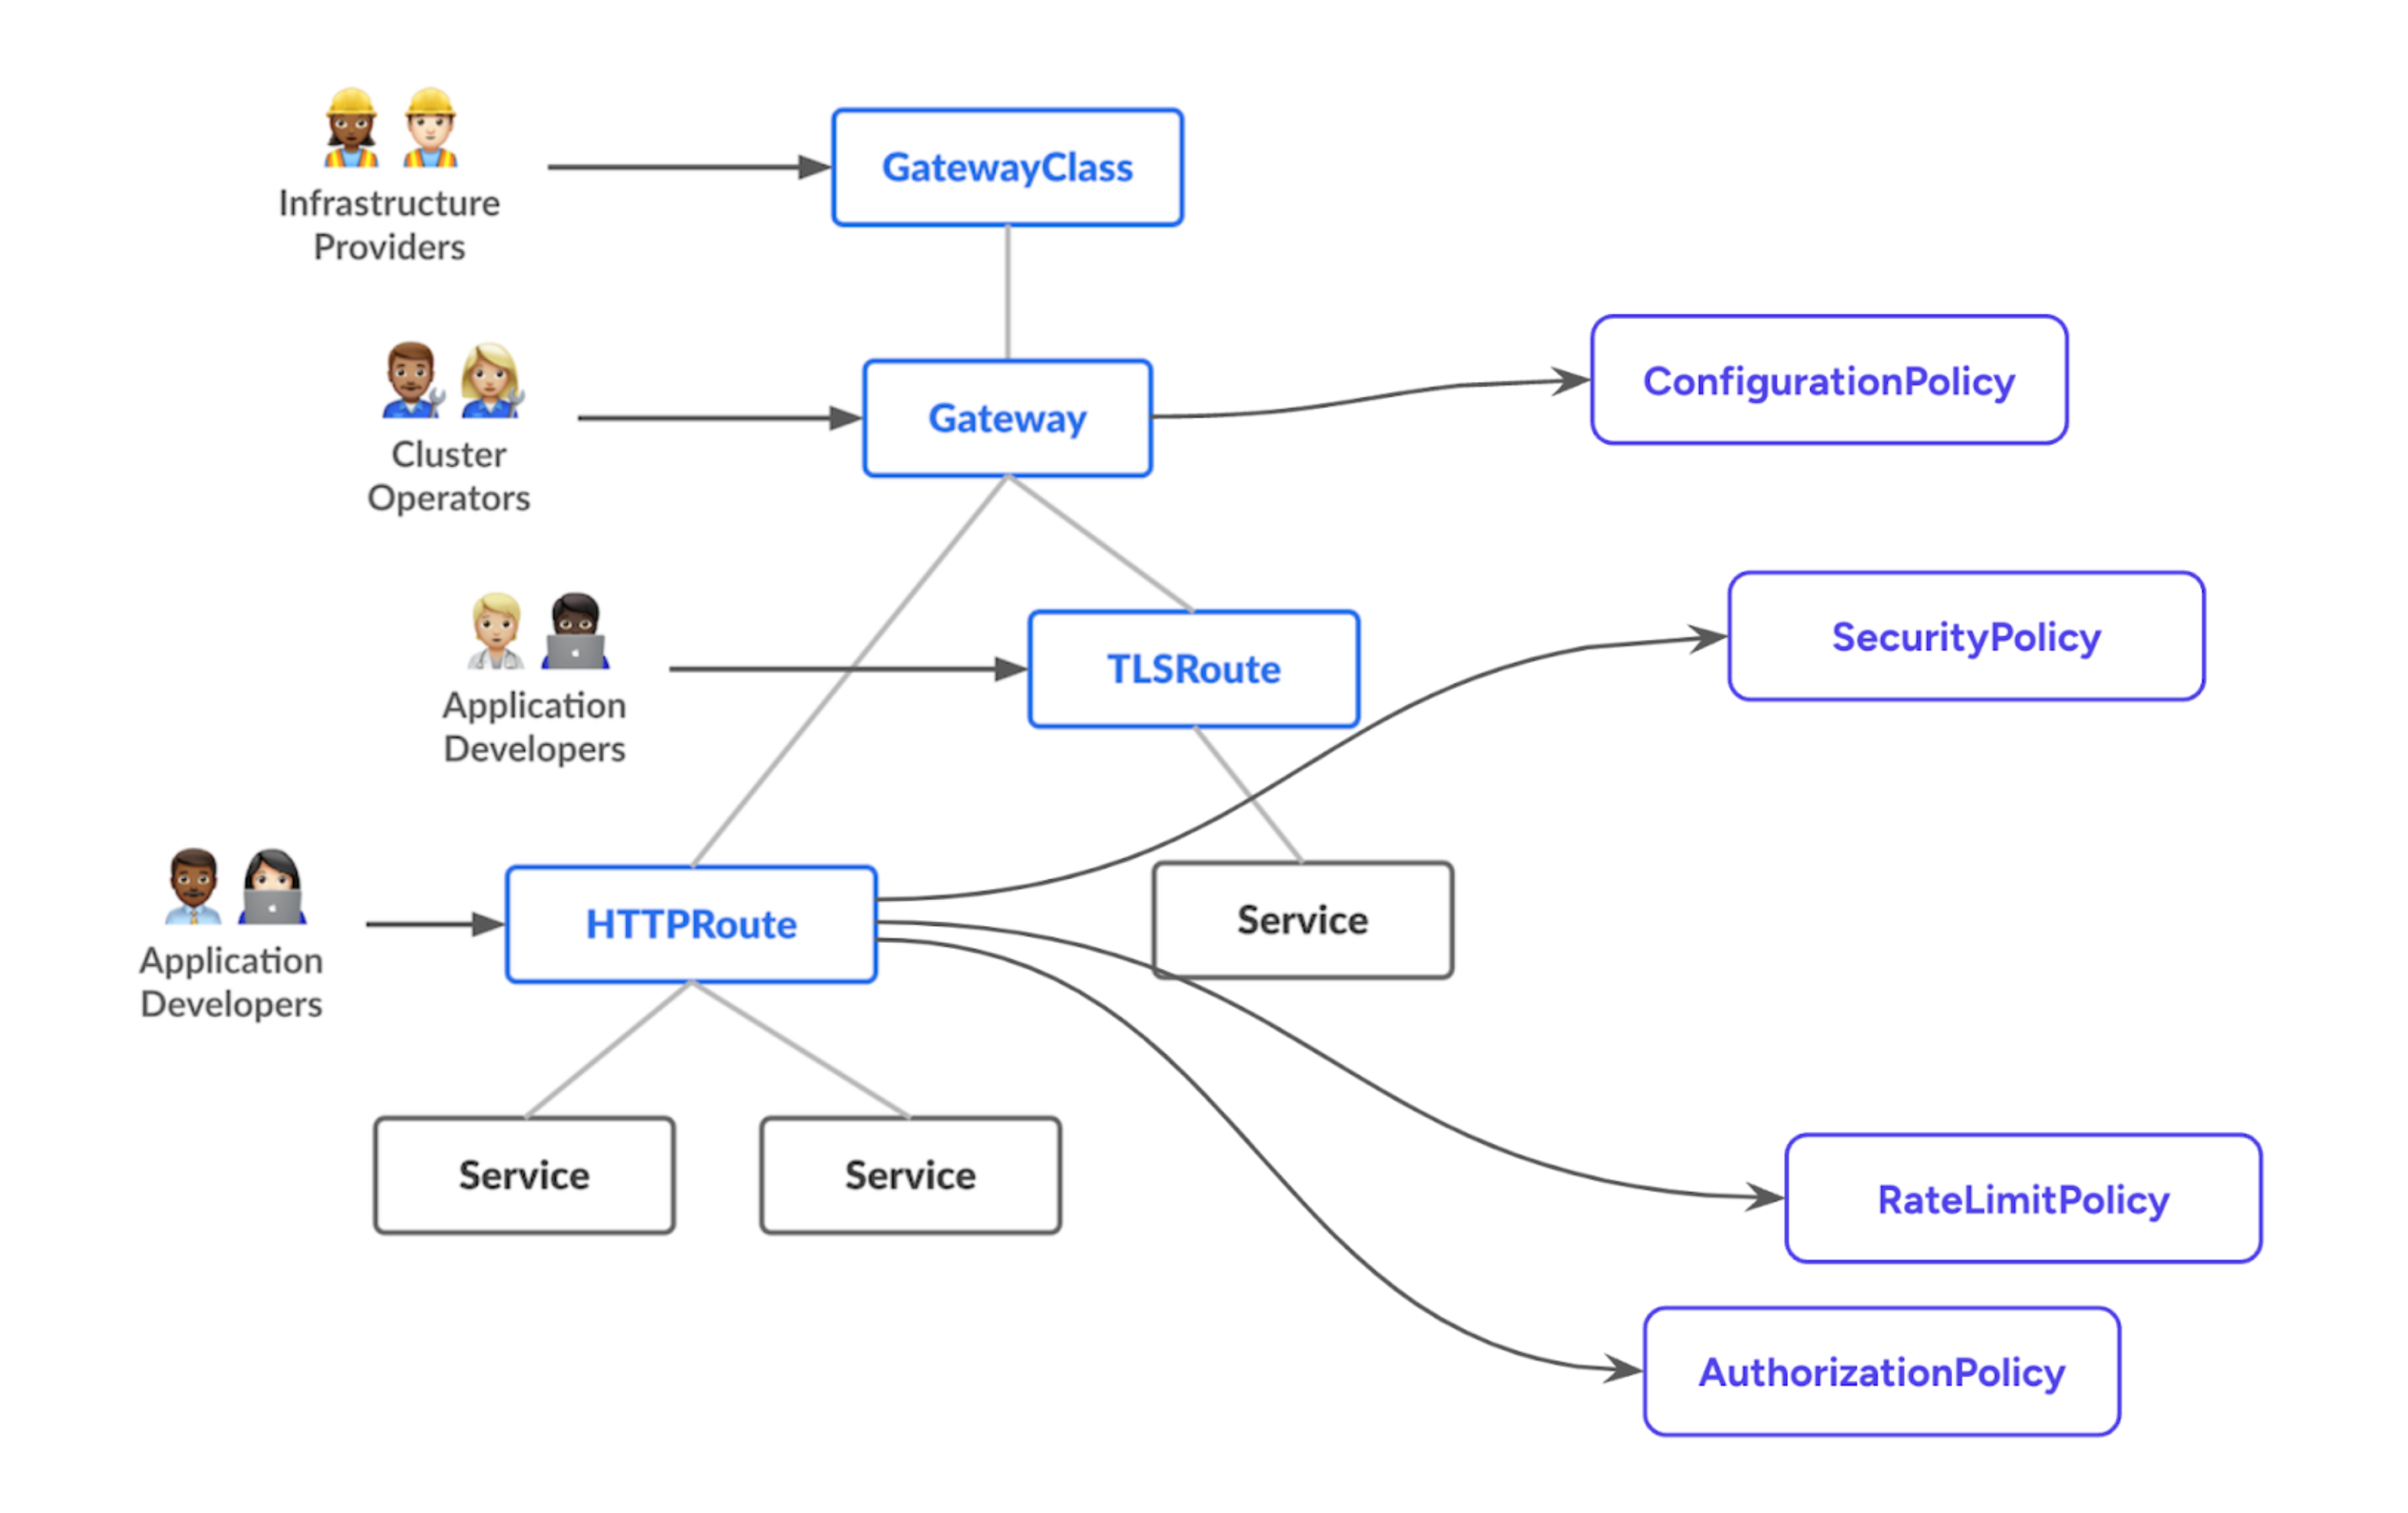 Infrastructure
Providers
GatewayClass
Cluster
Operators
Gateway
ConfigurationPolicy
Application
Developers
TLSRoute
SecurityPolicy
Application
Developers
HTTPRoute
Service
Service
Service
RateLimitPolicy
AuthorizationPolicy